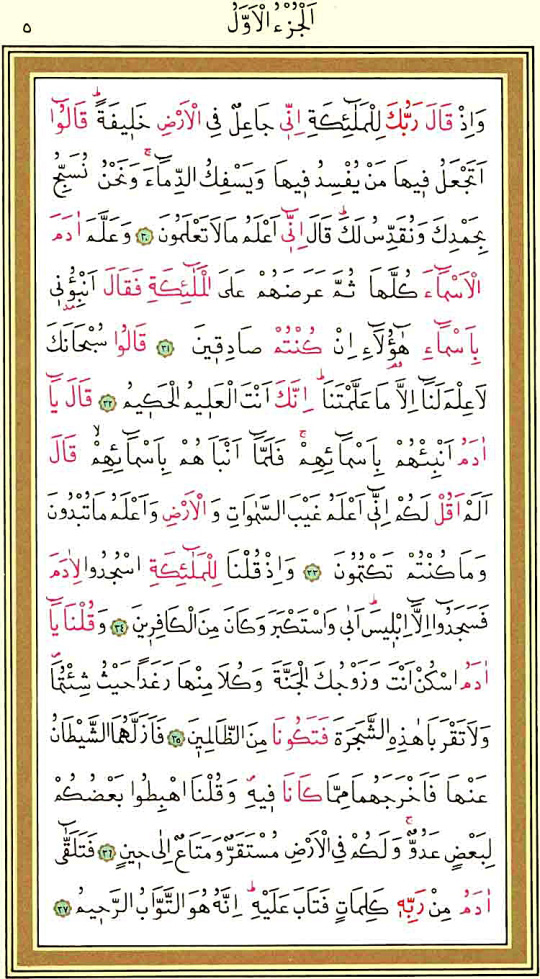 اَلْجُزْءُ الْاَوَّلُ
٥
وَاِذْ قَالَ رَبُّكَ لِلْمَلٰٓئِكَةِ اِنّ۪ي جَاعِلٌ فِي الْاَرْضِ خَل۪يفَةًۜ قَالُٓوا
اَتَجْعَلُ ف۪يهَا مَنْ يُفْسِدُ ف۪يهَا وَيَسْفِكُ الدِّمَٓاءَۚ وَنَحْنُ نُسَبِّحُ
بِحَمْدِكَ وَنُقَدِّسُ لَكَۜ قَالَ اِنّ۪ٓي اَعْلَمُ مَا لَا تَعْلَمُونَ ٣٠ وَعَلَّمَ اٰدَمَ
الْاَسْمَٓاءَ كُلَّهَا ثُمَّ عَرَضَهُمْ عَلَى الْمَلٰٓئِكَةِ فَقَالَ اَنْبِؤُ۫ن۪ي
بِاَسْمَٓاءِ هٰٓؤُ۬لَٓاءِ اِنْ كُنْتُمْ صَادِق۪ينَ ٣١ قَالُوا سُبْحَانَكَ
لَا عِلْمَ لَنَٓا اِلَّا مَا عَلَّمْتَنَاۜ اِنَّكَ اَنْتَ الْعَل۪يمُ الْحَك۪يمُ ٣٢ قَالَ يَٓا
اٰدَمُ اَنْبِئْهُمْ بِاَسْمَٓائِهِمْۚ فَلَمَّٓا اَنْبَاَهُمْ بِاَسْمَٓائِهِمْۙ قَالَ
اَلَمْ اَقُلْ لَكُمْ اِنّ۪ٓي اَعْلَمُ غَيْبَ السَّمٰوَاتِ وَالْاَرْضِ وَاَعْلَمُ مَا تُبْدُونَ
وَمَا كُنْتُمْ تَكْتُمُونَ ٣٣ وَاِذْ قُلْنَا لِلْمَلٰٓئِكَةِ اسْجُدُوا لِاٰدَمَ
فَسَجَدُٓوا اِلَّٓا اِبْل۪يسَۜ اَبٰى وَاسْتَكْبَرَ وَكَانَ مِنَ الْكَافِر۪ينَ ٣٤ وَقُلْنَا يَٓا
اٰدَمُ اسْكُنْ اَنْتَ وَزَوْجُكَ الْجَنَّةَ وَكُلَا مِنْهَا رَغَدًا حَيْثُ شِئْتُمَاۖ
وَلَا تَقْرَبَا هٰذِهِ الشَّجَرَةَ فَتَكُونَا مِنَ الظَّالِم۪ينَ ٣٥ فَاَزَلَّهُمَا الشَّيْطَانُ
عَنْهَا فَاَخْرَجَهُمَا مِمَّا كَانَا ف۪يهِۖ وَقُلْنَا اهْبِطُوا بَعْضُكُمْ
لِبَعْضٍ عَدُوٌّۚ وَلَكُمْ فِي الْاَرْضِ مُسْتَقَرٌّ وَمَتَاعٌ اِلٰى ح۪ينٍ ٣٦ فَتَلَقّٰٓى
اٰدَمُ مِنْ رَبِّه۪ كَلِمَاتٍ فَتَابَ عَلَيْهِۜ اِنَّهُ هُوَ التَّوَّابُ الرَّح۪يمُ ٣٧